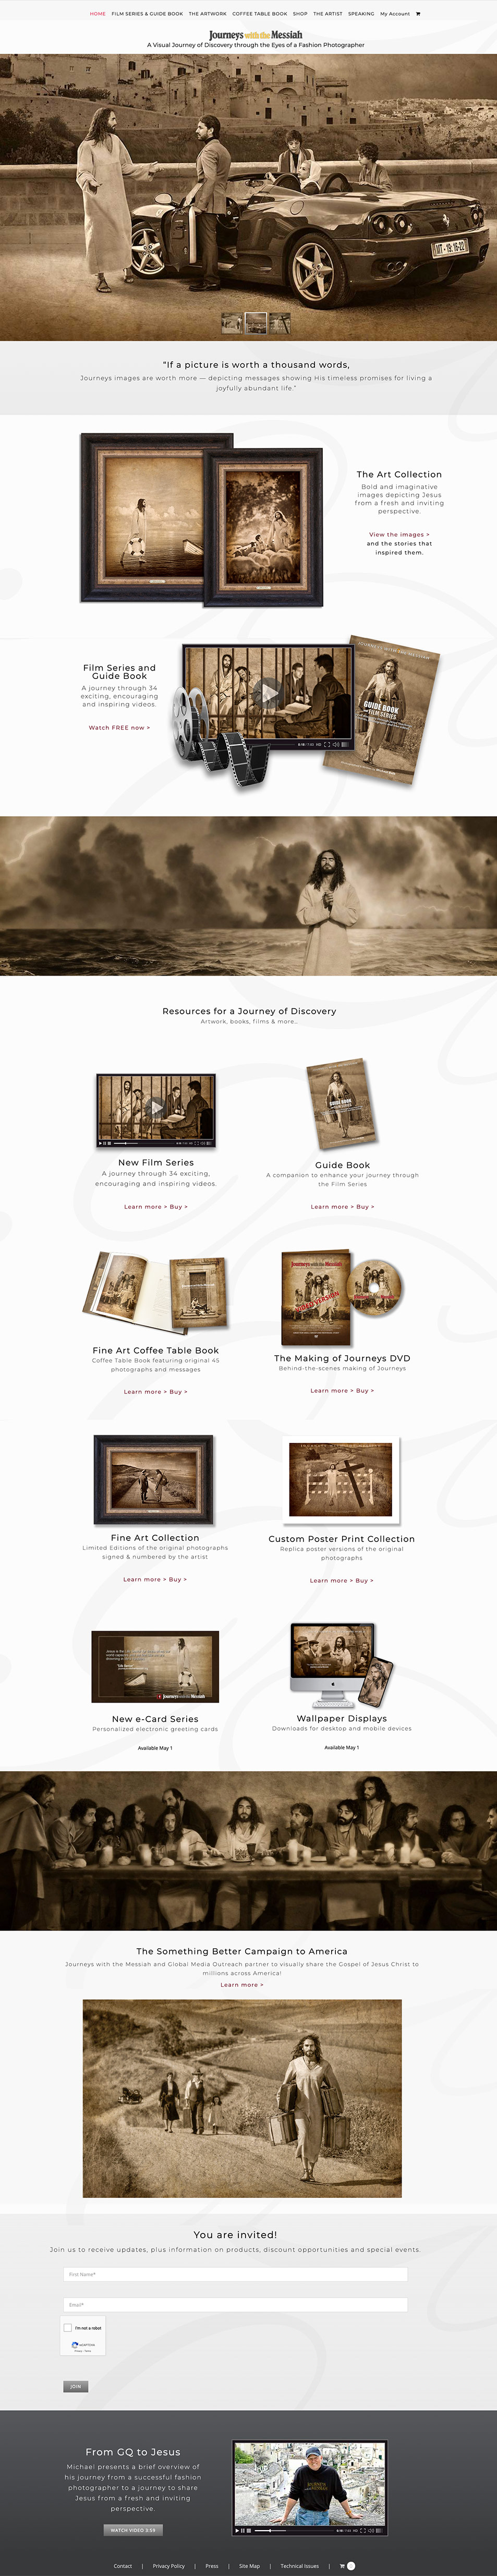 HOME FILM SERIES & GUIDE BOOK THE ARTWORK COFFEE TABLE BOOK SHOP THE ARTIST SPEAKING My Account
Journeys with the Messiah
A Visual Journey of Discovery through the Eyes of a Fashion Photographer
"If a picture is worth a thousand words,
Journeys images are worth more — depicting messages showing His timeless promises for living a
joyfully abundant life."
The Art Collection
Bold and imaginative
images depicting Jesus
from a fresh and inviting
perspective.
View the images >
and the stories that
inspired them.
Film Series and
Guide Book
A journey through 34
exciting, encouraging
and inspiring videos.
Watch FREE now >
JOURNEYS WITH THE MESSIAH
GUIDE BOOK
FILM SERIES
Resources for a Journey of Discovery
Artwork, books, films & more...
New Film Series
A journey through 34 exciting,
encouraging and inspiring videos.
Learn more > Buy >
GUIDE BOOK
Guide Book
A companion to enhance your journey through
the Film Series
Learn more > Buy >
Fine Art Coffee Table Book
Coffee Table Book featuring original 45
photographs and messages
Learn more > Buy >
Journeys with the Messiah
VIDEO VERSION
The Making of Journeys DVD
Behind-the-scenes making of Journeys
Learn more > Buy >
Fine Art Collection
Limited Editions of the original photographs
signed & numbered by the artist
Learn more > Buy >
Custom Poster Print Collection
Replica poster versions of the original
photographs
Learn more > Buy >
Journeys with the Messiah
New e-Card Series
Personalized electronic greeting cards
Available May 1
Wallpaper Displays
Downloads for desktop and mobile devices
Available May 1
The Something Better Campaign to America
Journeys with the Messiah and Global Media Outreach partner to visually share the Gospel of Jesus Christ to
millions across America!
Learn more >
You are invited!
Join us to receive updates, plus information on products, discount opportunities and special events.
First Name*
Email*
I'm not a robot
reCAPTCHA
Privacy - Terms
JOIN
From GQ to Jesus
Michael presents a brief overview of
his journey from a successful fashion
photographer to a journey to share
Jesus from a fresh and inviting
perspective.
WATCH VIDEO 3:59
Contact | Privacy Policy | Press | Site Map | Technical Issues |